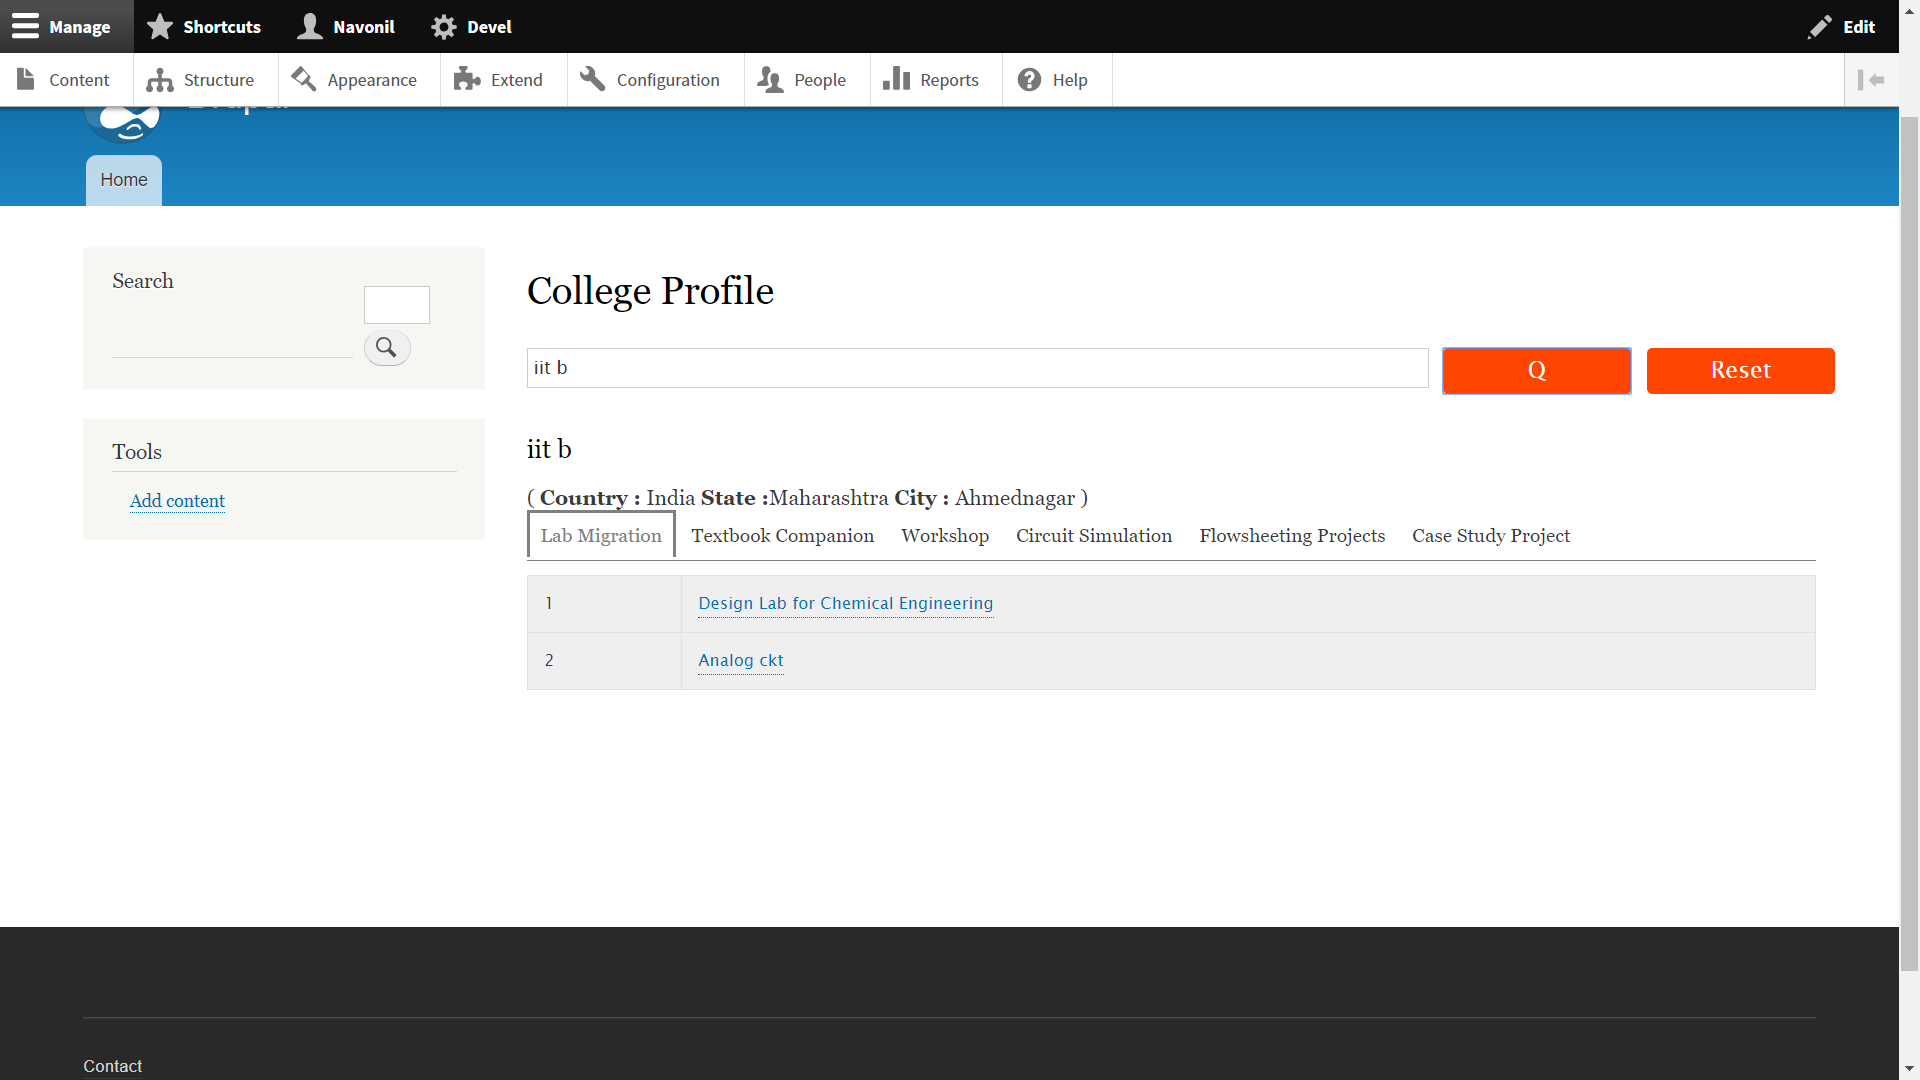 Manage Shortcuts Navonil Devel Edit
Content Structure Appearance Extend Configuration People Reports Help
Home
Search
Tools
Add content
College Profile
iit b Q Reset
iit b
( Country : India State :Maharashtra City : Ahmednagar )
Lab Migration Textbook Companion Workshop Circuit Simulation Flowsheeting Projects Case Study Project
1 Design Lab for Chemical Engineering
2 Analog ckt
Contact